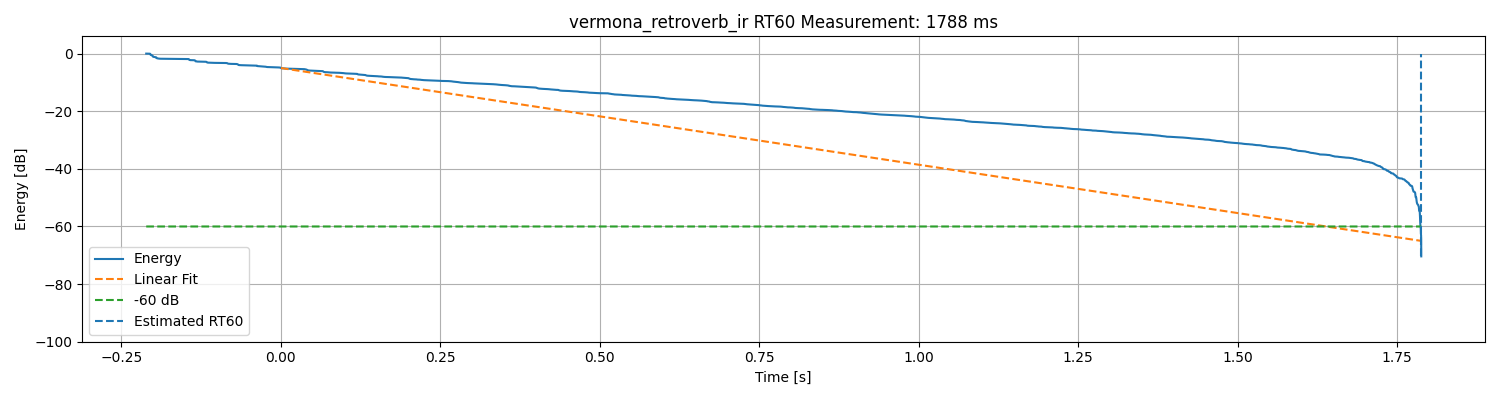 vermona_retroverb_ir RT60 Measurement: 1788 ms
0
−20
−40
−60
−80
−100
Energy [dB]
Energy
Linear Fit
-60 dB
Estimated RT60
−0.25 0.00 0.25 0.50 0.75 1.00 1.25 1.50 1.75
Time [s]